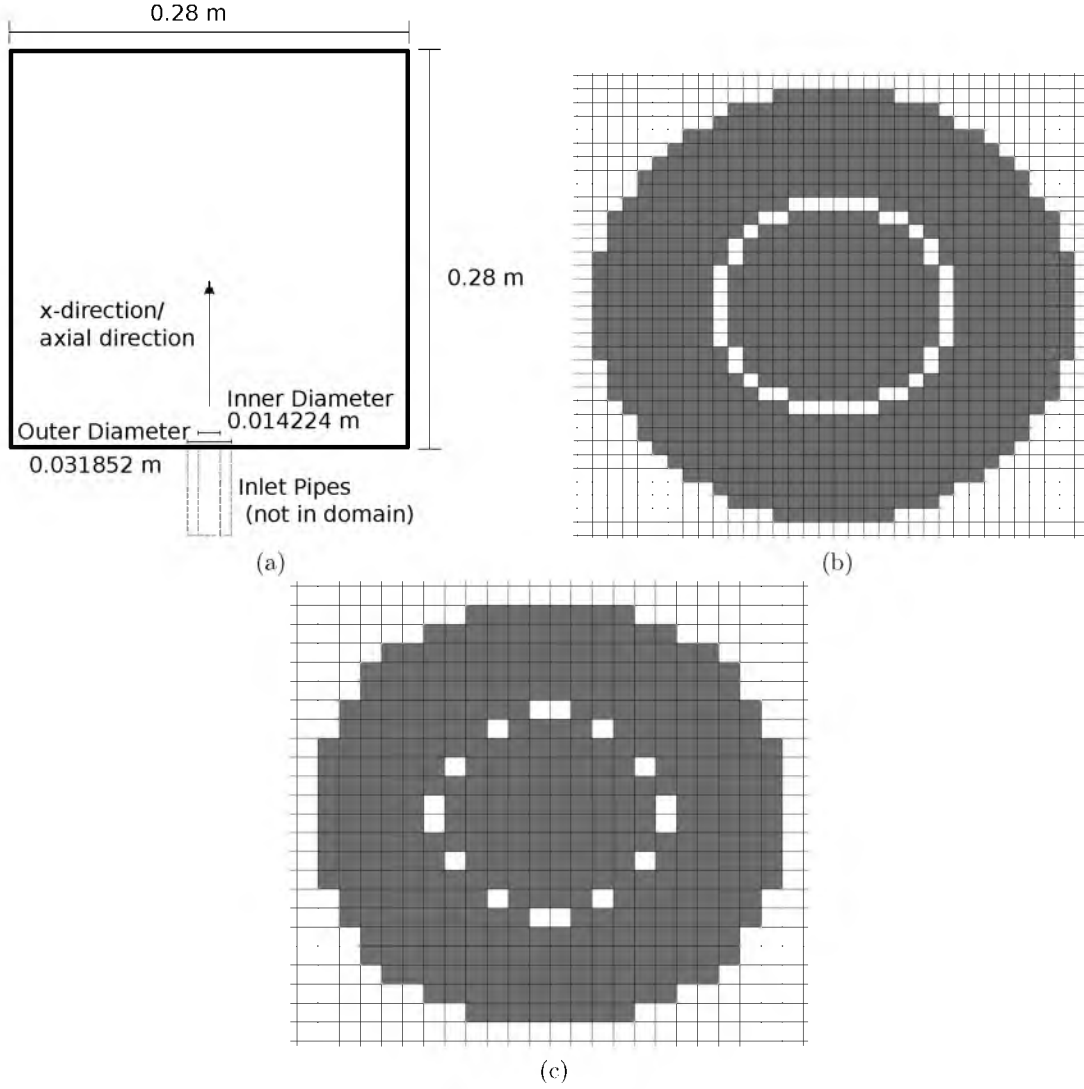 0.28 m
0.28 m
x-direction/
axial direction
Inner Diameter
0.014224 m
Outer Diameter
0.031852 m
Inlet Pipes
(not in domain)
(a)
(b)
(c)